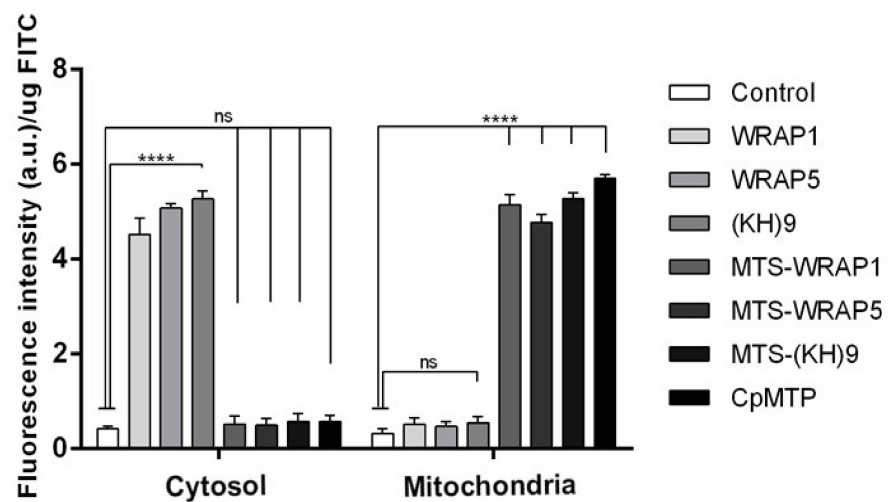 Fluorescence intensity (a.u.)/ug FITC
8
6
4
2
0
ns
****
****
ns
Cytosol
Mitochondria
Control
WRAP1
WRAP5
(KH)9
MTS-WRAP1
MTS-WRAP5
MTS-(KH)9
CpMTP